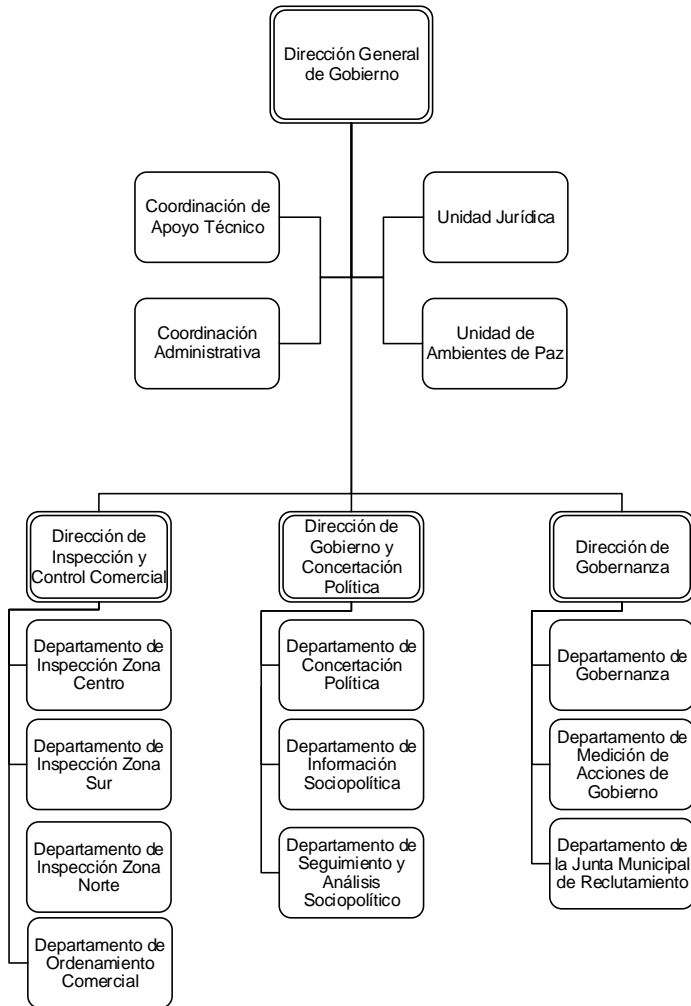 Dirección General
de Gobierno
Coordinación de
Apoyo Técnico
Unidad Jurídica
Coordinación
Administrativa
Unidad de
Ambientes de Paz
Dirección de
Inspección y
Control Comercial
Dirección de
Gobierno y
Concertación
Política
Dirección de
Gobernanza
Departamento de
Inspección Zona
Centro
Departamento de
Concertación
Política
Departamento de
Gobernanza
Departamento de
Inspección Zona
Sur
Departamento de
Información
Sociopolítica
Departamento de
Medición de
Acciones de
Gobierno
Departamento de
Inspección Zona
Norte
Departamento de
Seguimiento y
Análisis
Sociopolítico
Departamento de
la Junta Municipal
de Reclutamiento
Departamento de
Ordenamiento
Comercial